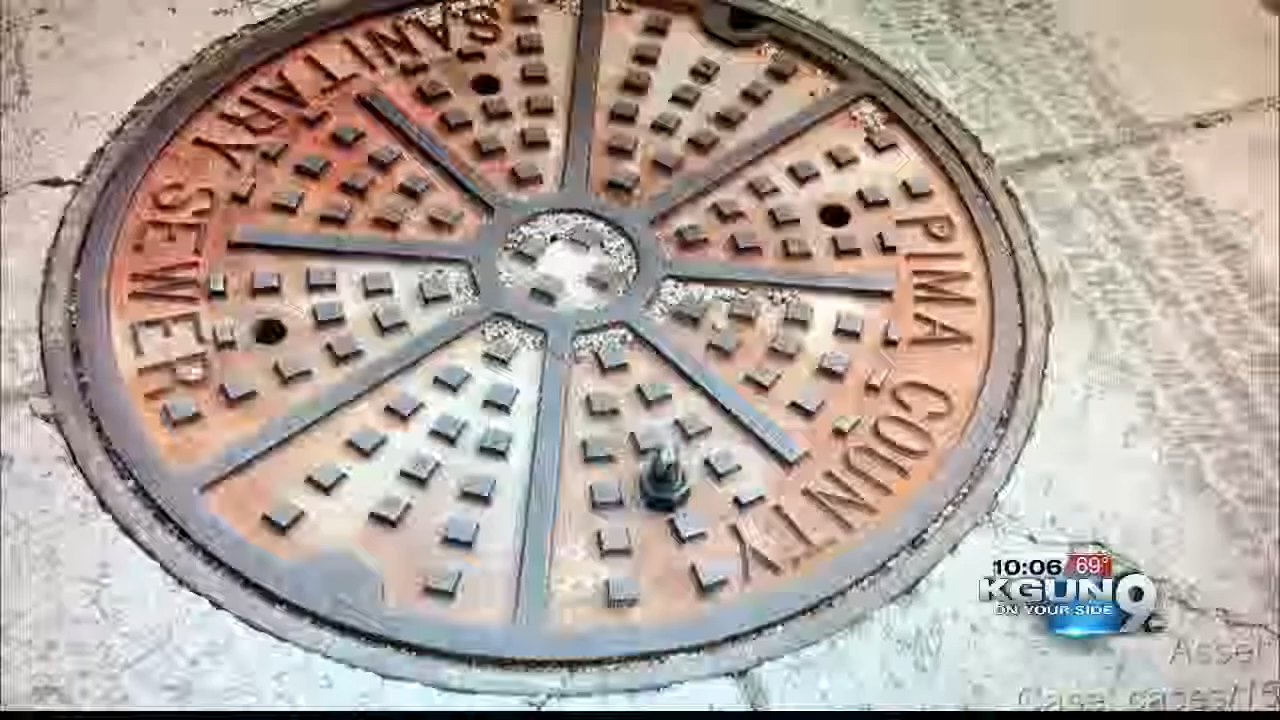 SANITARY SEWER
PIMA COUNTY
10:06 69°
KGUN 9
ON YOUR SIDE